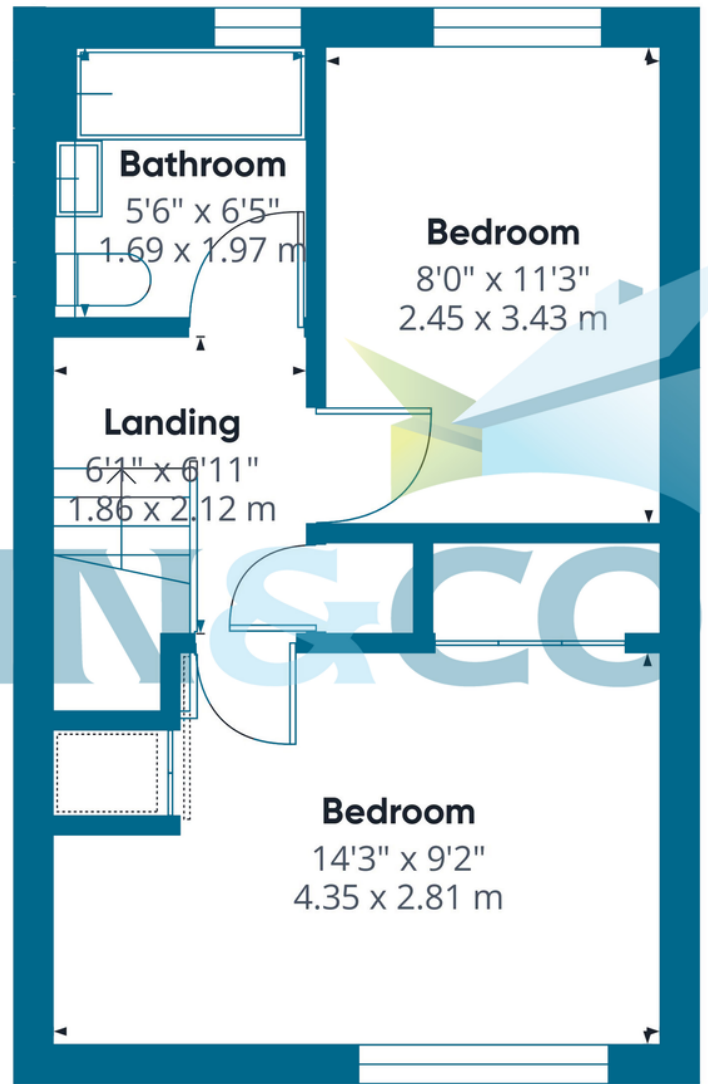 Bathroom
5'6" x 6'5"
1.69 x 1.97 m
Bedroom
8'0" x 11'3"
2.45 x 3.43 m
Landing
6'1" x 6'11"
1.86 x 2.12 m
N&CO
Bedroom
14'3" x 9'2"
4.35 x 2.81 m